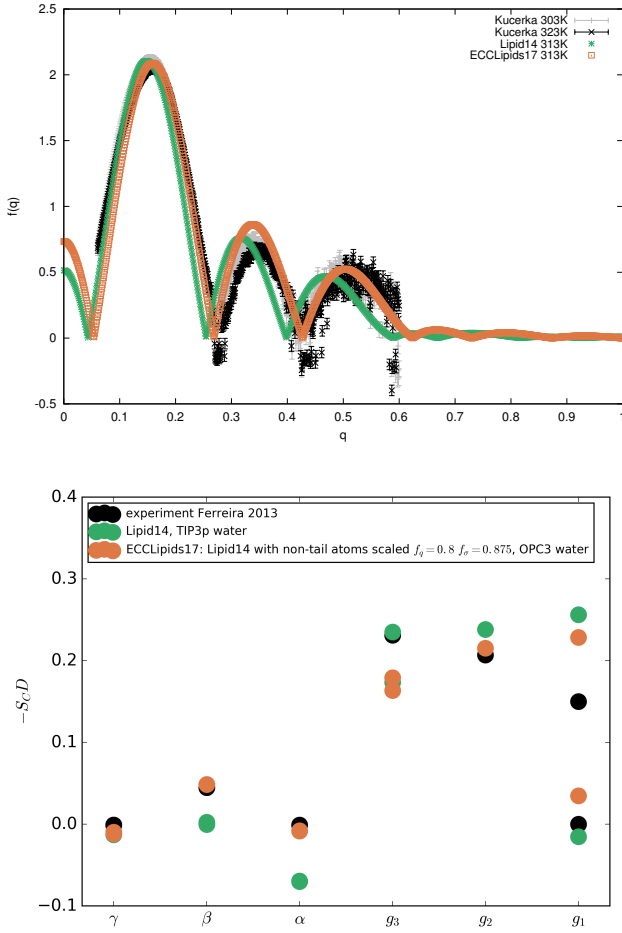 2.5
2
1.5
1
0.5
0
-0.5
f(q)
Kucerka 303K
Kucerka 323K
Lipid14 313K
ECCLipids17 313K
0 0.1 0.2 0.3 0.4 0.5 0.6 0.7 0.8 0.9 1
q
0.4
0.3
0.2
0.1
0.0
−0.1
−S_CD
experiment Ferreira 2013
Lipid14, TIP3p water
ECCLipids17: Lipid14 with non-tail atoms scaled f_q = 0.8 f_σ = 0.875, OPC3 water
γ β α g_3 g_2 g_1